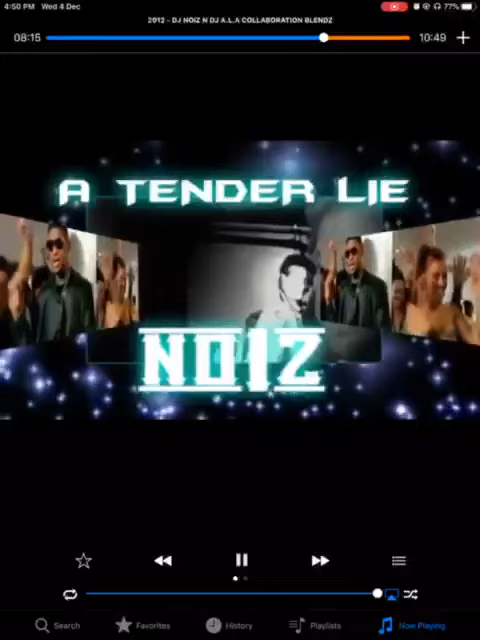 4:50 PM Wed 4 Dec
77%
2012 - DJ NOIZ N DJ A.L.A COLLABORATION BLENDZ
08:15
10:49
A TENDER LIE
NOIZ
Search
Favorites
History
Playlists
Now Playing